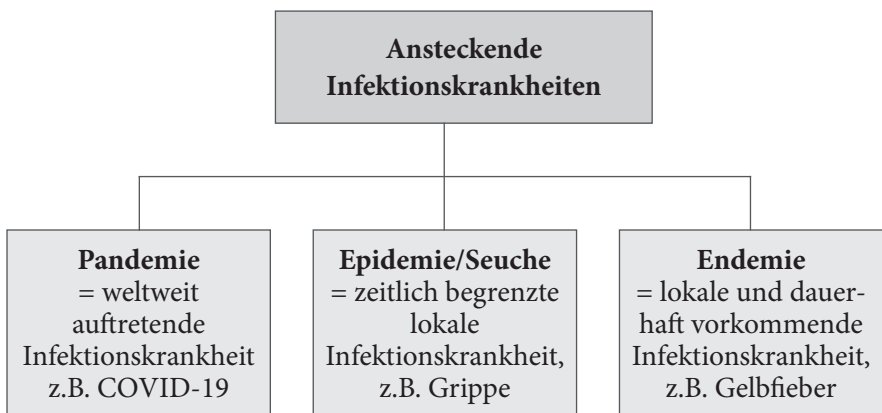 Ansteckende
Infektionskrankheiten
Pandemie
= weltweit
auftretende
Infektionskrankheit
z.B. COVID-19
Epidemie/Seuche
= zeitlich begrenzte
lokale
Infektionskrankheit,
z.B. Grippe
Endemie
= lokale und dauer-
haft vorkommende
Infektionskrankheit,
z.B. Gelbfieber